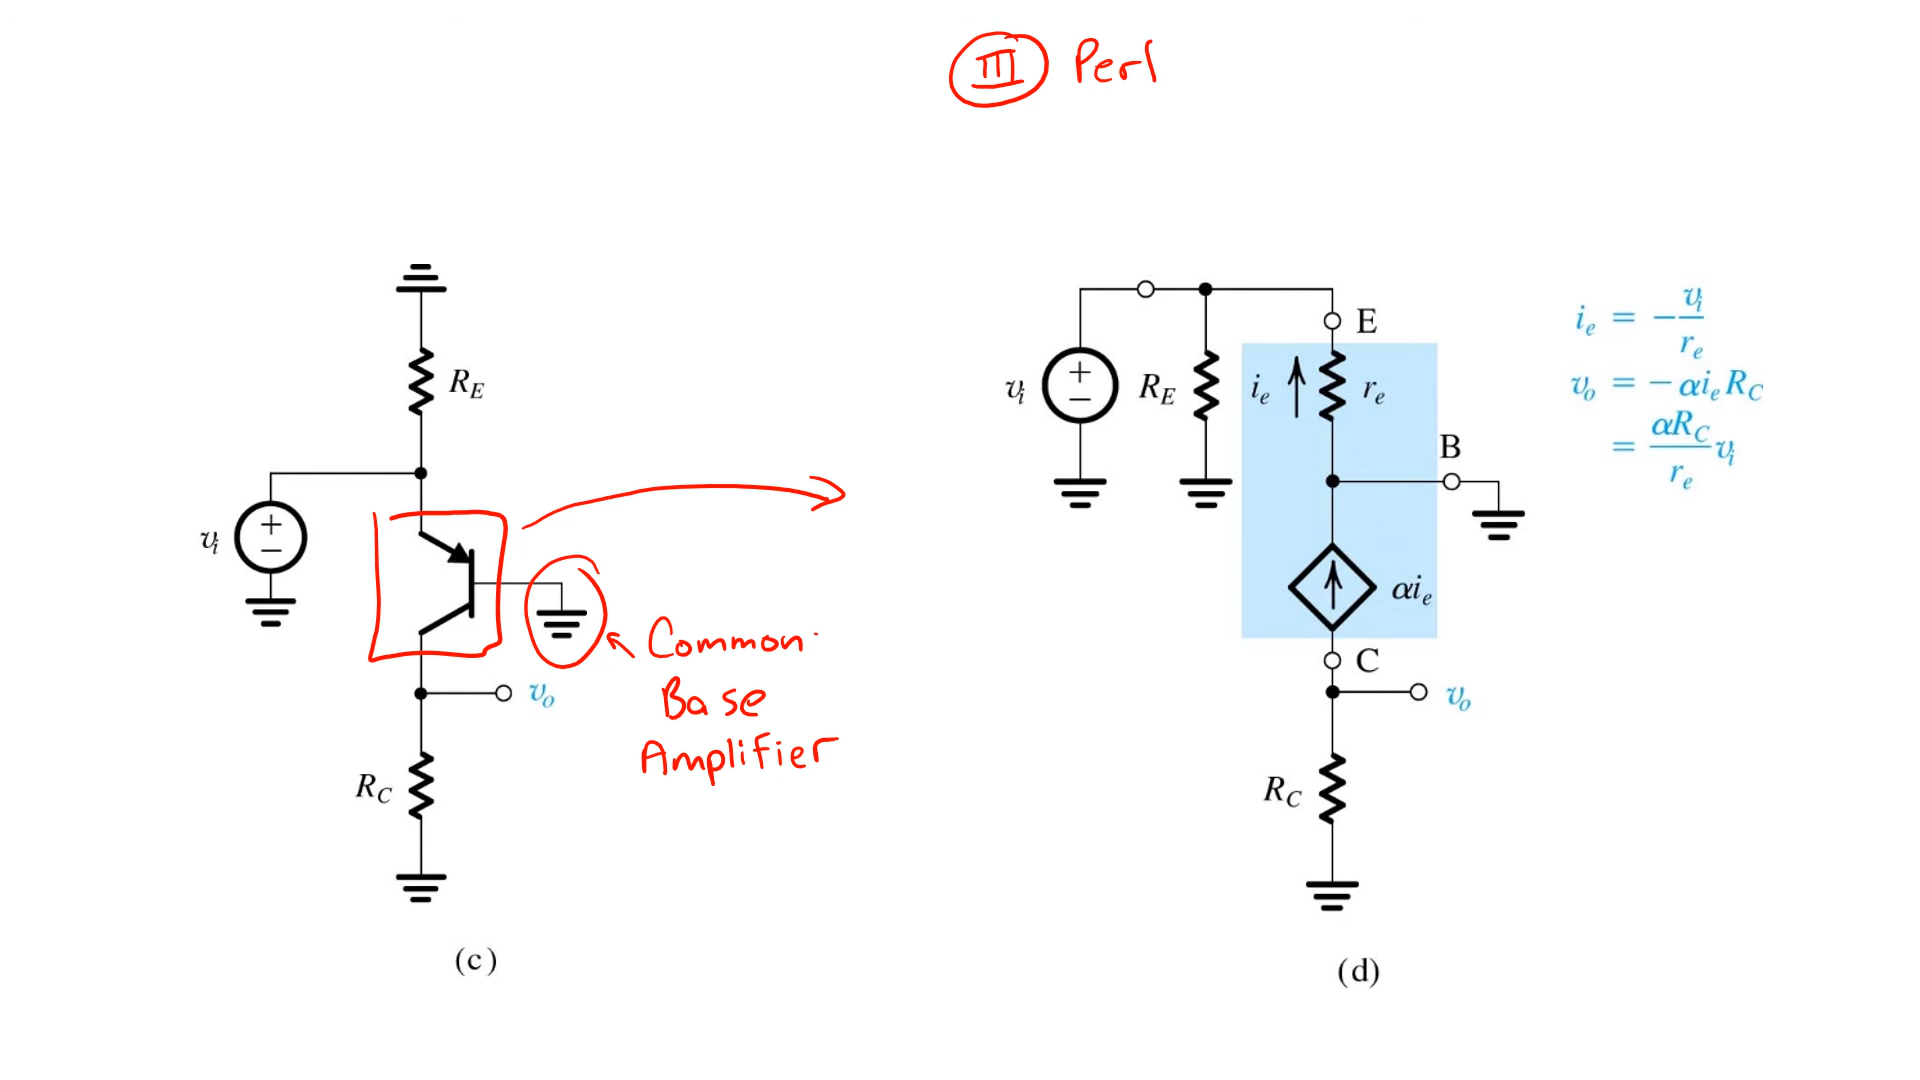 III Perl
R_E
v_i
v_o
Common
Base
Amplifier
R_C
(c)
E
v_i
R_E
i_e
r_e
B
αi_e
C
v_o
R_C
(d)
i_e = -v_i/r_e
v_o = -αi_e R_C
= αR_C/r_e v_i